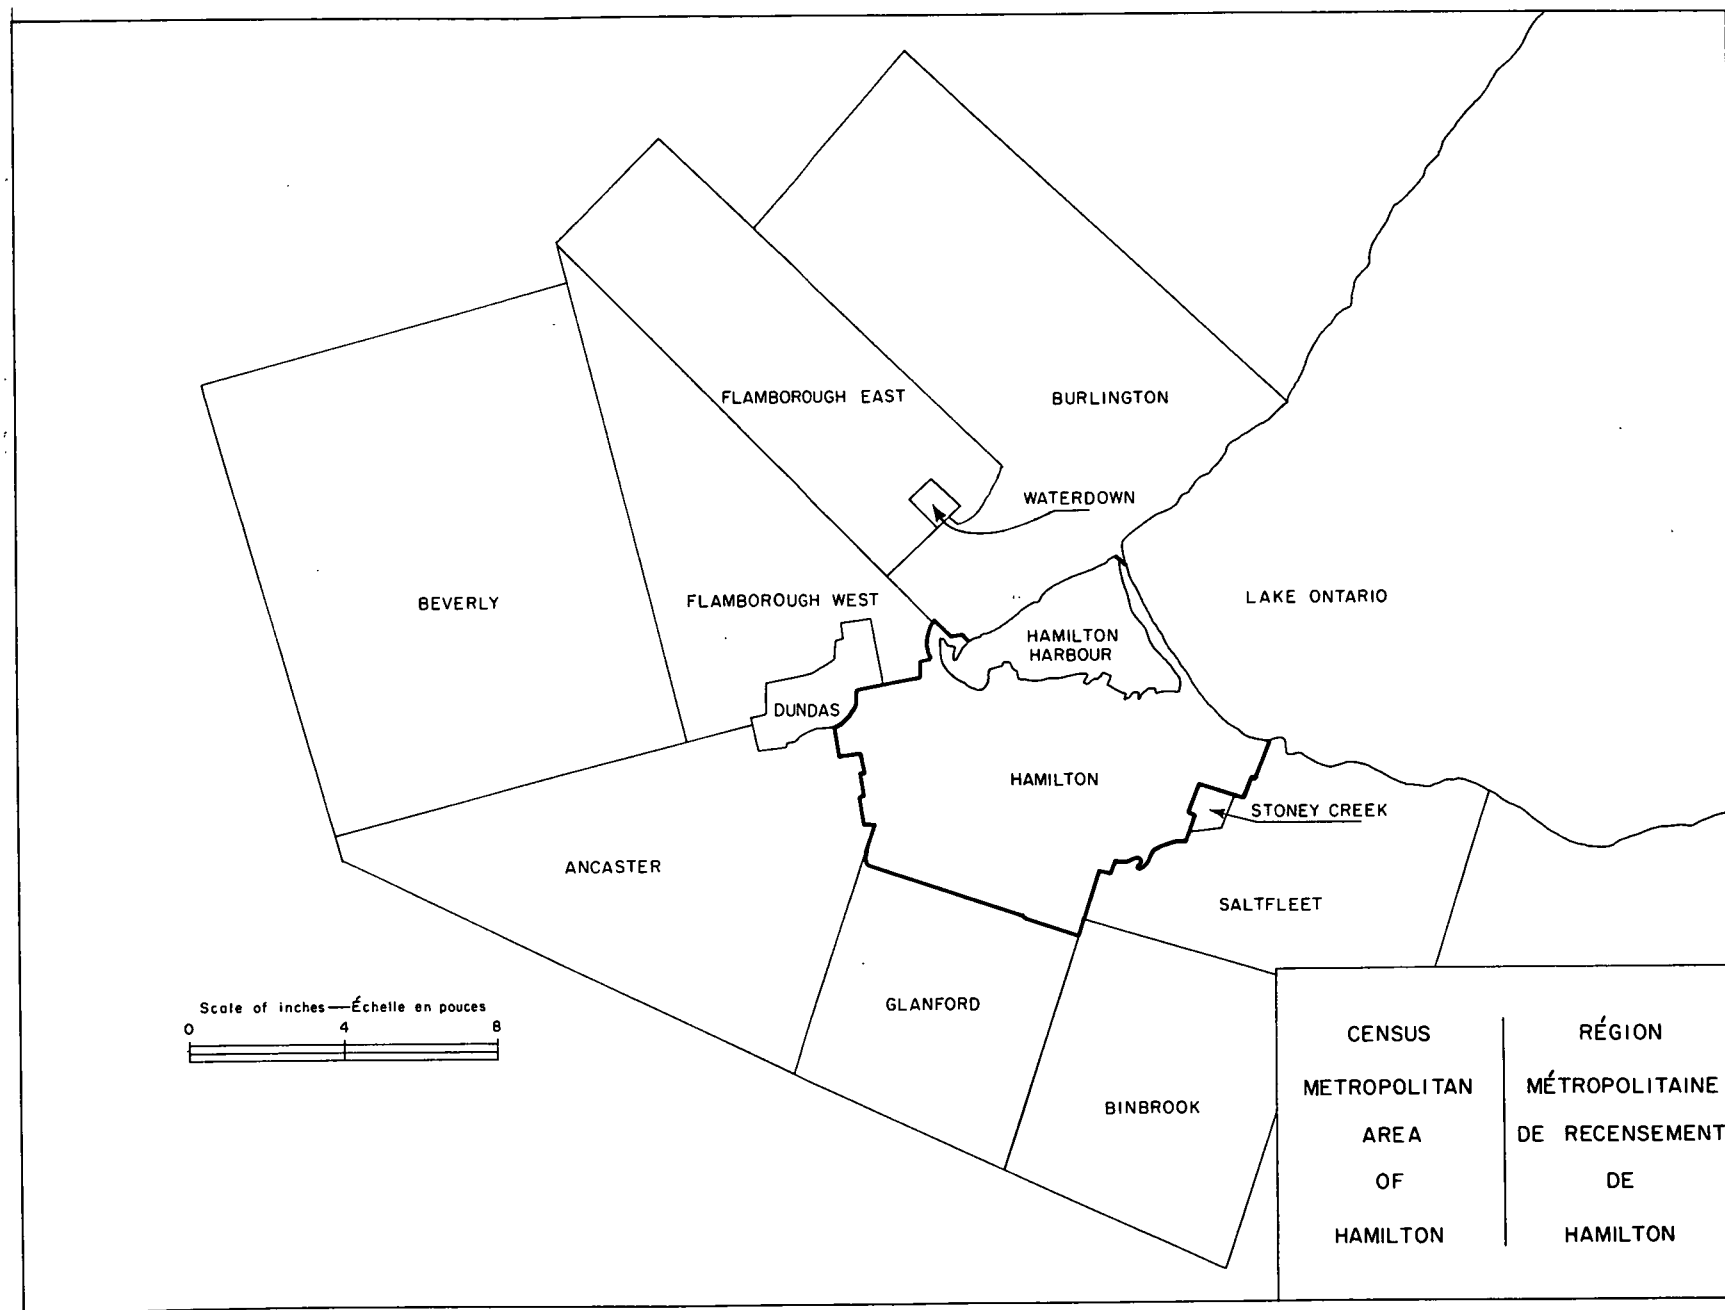 FLAMBOROUGH EAST
BURLINGTON
WATERDOWN
BEVERLY
FLAMBOROUGH WEST
LAKE ONTARIO
HAMILTON
HARBOUR
DUNDAS
HAMILTON
STONEY CREEK
ANCASTER
SALTFLEET
GLANFORD
BINBROOK
Scale of inches—Échelle en pouces
0 4 8
CENSUS
METROPOLITAN
AREA
OF
HAMILTON
RÉGION
MÉTROPOLITAINE
DE RECENSEMENT
DE
HAMILTON